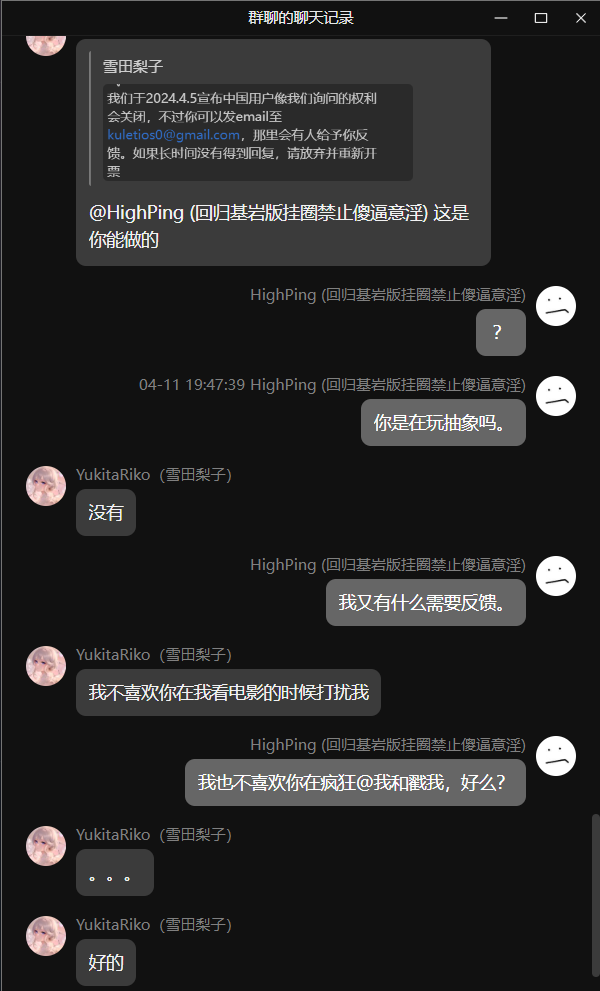 群聊的聊天记录
雪田梨子
我们于2024.4.5宣布中国用户像我们询问的权利
会关闭，不过你可以发email至
kuletios0@gmail.com，那里会有人给予你反
馈。如果长时间没有得到回复，请放弃并重新开
票
@HighPing (回归基岩版挂圈禁止傻逼意淫) 这是
你能做的
HighPing (回归基岩版挂圈禁止傻逼意淫)
？
04-11 19:47:39 HighPing (回归基岩版挂圈禁止傻逼意淫)
你是在玩抽象吗。
YukitaRiko（雪田梨子）
没有
HighPing (回归基岩版挂圈禁止傻逼意淫)
我又有什么需要反馈。
YukitaRiko（雪田梨子）
我不喜欢你在我看电影的时候打扰我
HighPing (回归基岩版挂圈禁止傻逼意淫)
我也不喜欢你在疯狂@我和戳我，好么？
YukitaRiko（雪田梨子）
。。。
YukitaRiko（雪田梨子）
好的